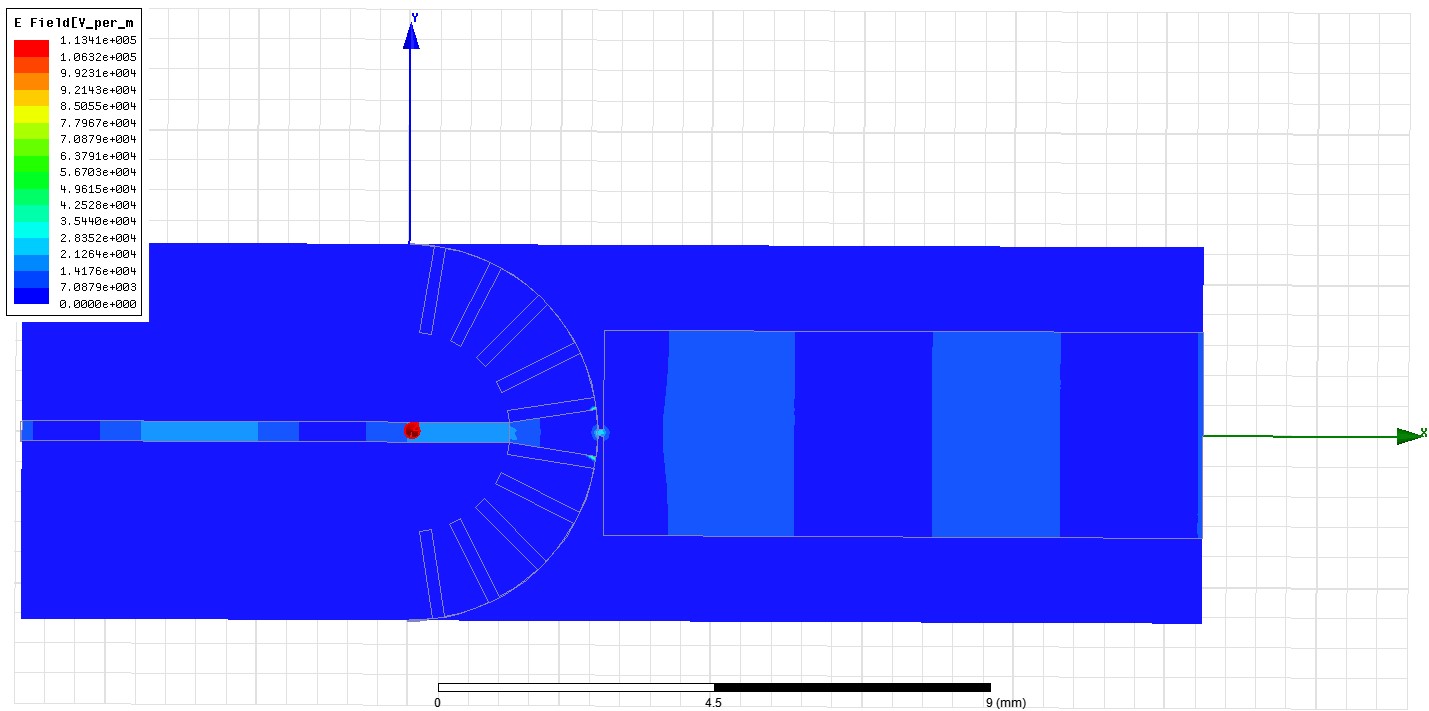 E Field[V_per_m
1.1341e+005
1.0632e+005
9.9231e+004
9.2143e+004
8.5055e+004
7.7967e+004
7.0879e+004
6.3791e+004
5.6703e+004
4.9615e+004
4.2528e+004
3.5440e+004
2.8352e+004
2.1264e+004
1.4176e+004
7.0879e+003
0.0000e+000
Y
X
0 4.5 9 (mm)